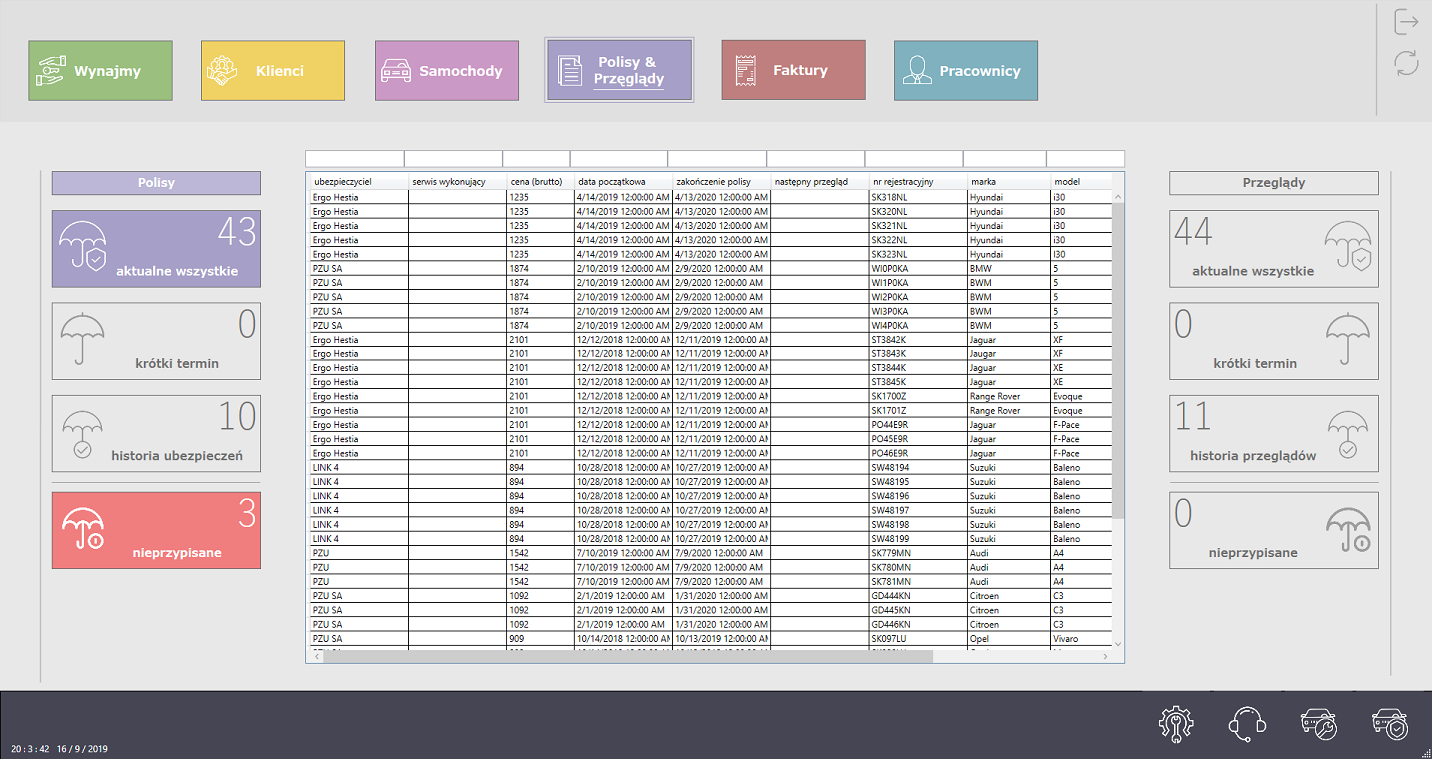 Wynajmy
Klienci
Samochody
Polisy &
Przęglądy
Faktury
Pracownicy
Polisy
43
aktualne wszystkie
0
krótki termin
10
historia ubezpieczeń
3
nieprzypisane
ubezpieczyciel serwis wykonujący cena (brutto) data początkowa zakończenie polisy następny przegląd nr rejestracyjny marka model
Ergo Hestia 1235 4/14/2019 12:00:00 AM 4/13/2020 12:00:00 AM SK318NL Hyundai i30
Ergo Hestia 1235 4/14/2019 12:00:00 AM 4/13/2020 12:00:00 AM SK320NL Hyundai i30
Ergo Hestia 1235 4/14/2019 12:00:00 AM 4/13/2020 12:00:00 AM SK321NL Hyundai i30
Ergo Hestia 1235 4/14/2019 12:00:00 AM 4/13/2020 12:00:00 AM SK322NL Hyundai i30
Ergo Hestia 1235 4/14/2019 12:00:00 AM 4/13/2020 12:00:00 AM SK323NL Hyundai I30
PZU SA 1874 2/10/2019 12:00:00 AM 2/9/2020 12:00:00 AM WI0P0KA BMW 5
PZU SA 1874 2/10/2019 12:00:00 AM 2/9/2020 12:00:00 AM WI1P0KA BWM 5
PZU SA 1874 2/10/2019 12:00:00 AM 2/9/2020 12:00:00 AM WI2P0KA BWM 5
PZU SA 1874 2/10/2019 12:00:00 AM 2/9/2020 12:00:00 AM WI3P0KA BWM 5
PZU SA 1874 2/10/2019 12:00:00 AM 2/9/2020 12:00:00 AM WI4P0KA BWM 5
Ergo Hestia 2101 12/12/2018 12:00:00 AM 12/11/2019 12:00:00 AM ST3842K Jaguar XF
Ergo Hestia 2101 12/12/2018 12:00:00 AM 12/11/2019 12:00:00 AM ST3843K Jaugar XF
Ergo Hestia 2101 12/12/2018 12:00:00 AM 12/11/2019 12:00:00 AM ST3844K Jaguar XE
Ergo Hestia 2101 12/12/2018 12:00:00 AM 12/11/2019 12:00:00 AM ST3845K Jaguar XE
Ergo Hestia 2101 12/12/2018 12:00:00 AM 12/11/2019 12:00:00 AM SK1700Z Range Rover Evoque
Ergo Hestia 2101 12/12/2018 12:00:00 AM 12/11/2019 12:00:00 AM SK1701Z Range Rover Evoque
Ergo Hestia 2101 12/12/2018 12:00:00 AM 12/11/2019 12:00:00 AM PO44E9R Jaguar F-Pace
Ergo Hestia 2101 12/12/2018 12:00:00 AM 12/11/2019 12:00:00 AM PO45E9R Jaguar F-Pace
Ergo Hestia 2101 12/12/2018 12:00:00 AM 12/11/2019 12:00:00 AM PO46E9R Jaguar F-Pace
LINK 4 894 10/28/2018 12:00:00 AM 10/27/2019 12:00:00 AM SW48194 Suzuki Baleno
LINK 4 894 10/28/2018 12:00:00 AM 10/27/2019 12:00:00 AM SW48195 Suzuki Baleno
LINK 4 894 10/28/2018 12:00:00 AM 10/27/2019 12:00:00 AM SW48196 Suzuki Baleno
LINK 4 894 10/28/2018 12:00:00 AM 10/27/2019 12:00:00 AM SW48197 Suzuki Baleno
LINK 4 894 10/28/2018 12:00:00 AM 10/27/2019 12:00:00 AM SW48198 Suzuki Baleno
LINK 4 894 10/28/2018 12:00:00 AM 10/27/2019 12:00:00 AM SW48199 Suzuki Baleno
PZU 1542 7/10/2019 12:00:00 AM 7/9/2020 12:00:00 AM SK779MN Audi A4
PZU 1542 7/10/2019 12:00:00 AM 7/9/2020 12:00:00 AM SK780MN Audi A4
PZU 1542 7/10/2019 12:00:00 AM 7/9/2020 12:00:00 AM SK781MN Audi A4
PZU SA 1092 2/1/2019 12:00:00 AM 1/31/2020 12:00:00 AM GD444KN Citroen C3
PZU SA 1092 2/1/2019 12:00:00 AM 1/31/2020 12:00:00 AM GD445KN Citroen C3
PZU SA 1092 2/1/2019 12:00:00 AM 1/31/2020 12:00:00 AM GD446KN Citroen C3
PZU SA 909 10/14/2018 12:00:00 AM 10/13/2019 12:00:00 AM SK097LU Opel Vivaro
Przeglądy
44
aktualne wszystkie
0
krótki termin
11
historia przeglądów
0
nieprzypisane
20 : 3 : 42 16 / 9 / 2019